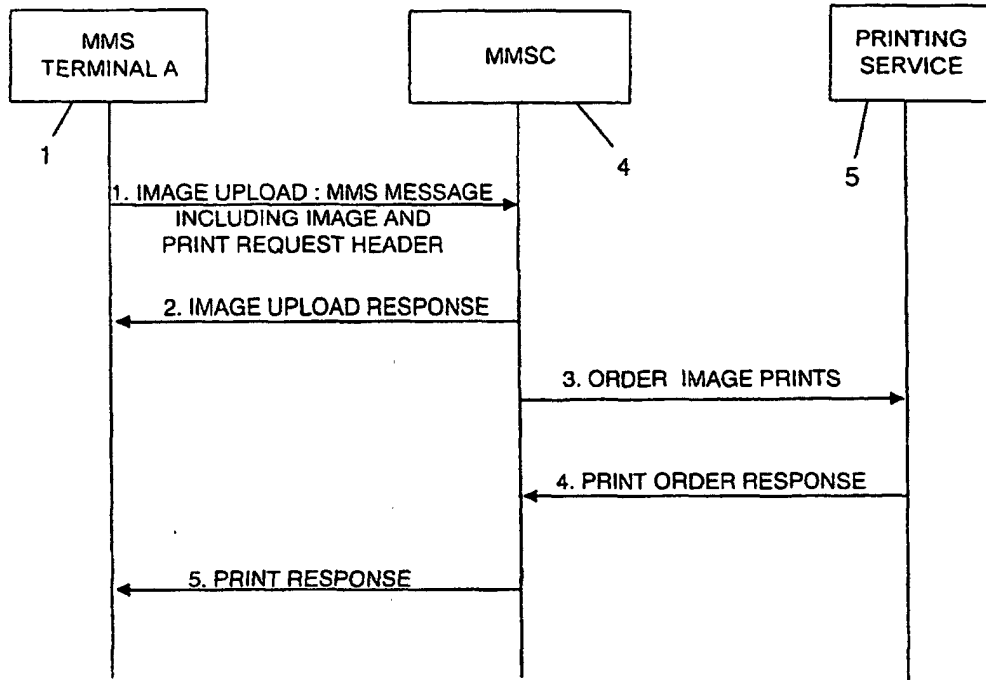 MMS
TERMINAL A
MMSC
PRINTING
SERVICE
1
4
5
1. IMAGE UPLOAD : MMS MESSAGE
INCLUDING IMAGE AND
PRINT REQUEST HEADER
2. IMAGE UPLOAD RESPONSE
3. ORDER IMAGE PRINTS
4. PRINT ORDER RESPONSE
5. PRINT RESPONSE